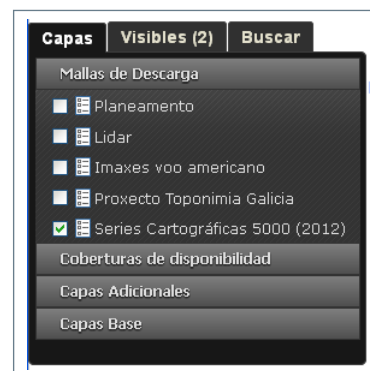 Capas Visibles (2) Buscar
Mallas de Descarga
Planeamento
Lidar
Imaxes voo americano
Proxecto Toponimia Galicia
Series Cartográficas 5000 (2012)
Coberturas de disponibilidad
Capas Adicionales
Capas Base